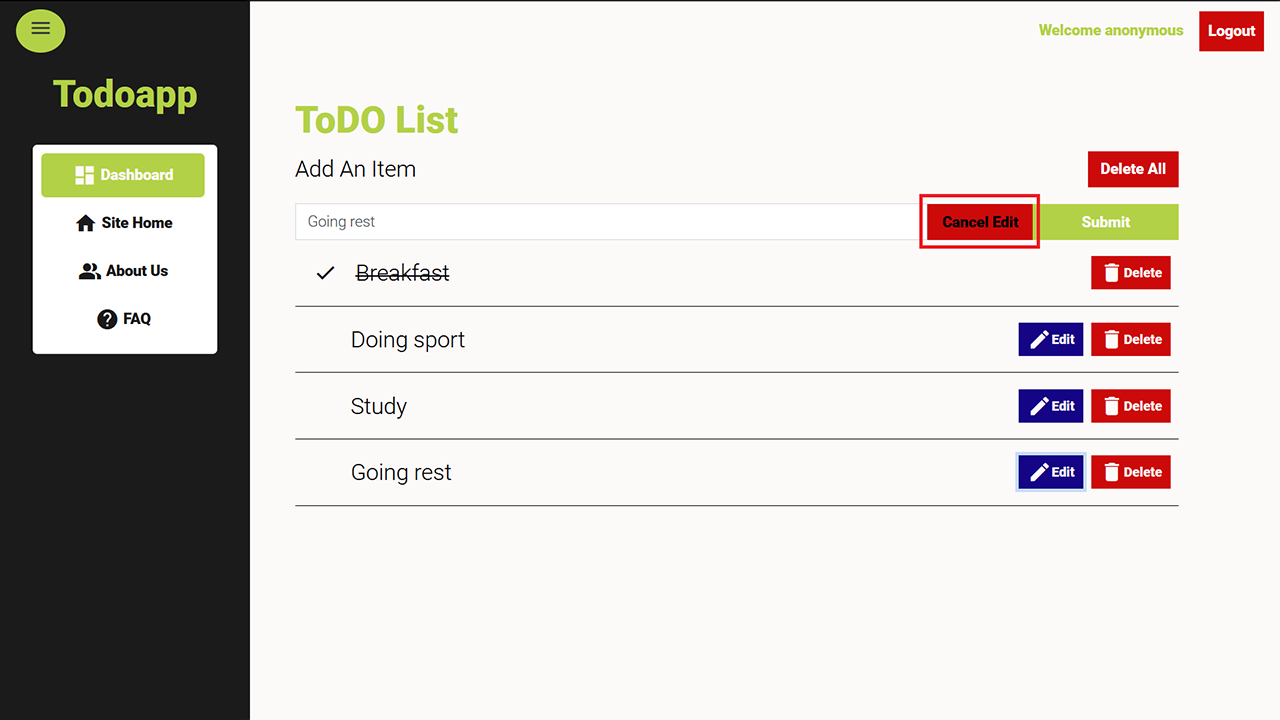 Welcome anonymous
Logout
Todoapp
Dashboard
Site Home
About Us
FAQ
ToDO List
Add An Item
Delete All
Going rest
Cancel Edit
Submit
Breakfast
Delete
Doing sport
Edit
Delete
Study
Edit
Delete
Going rest
Edit
Delete